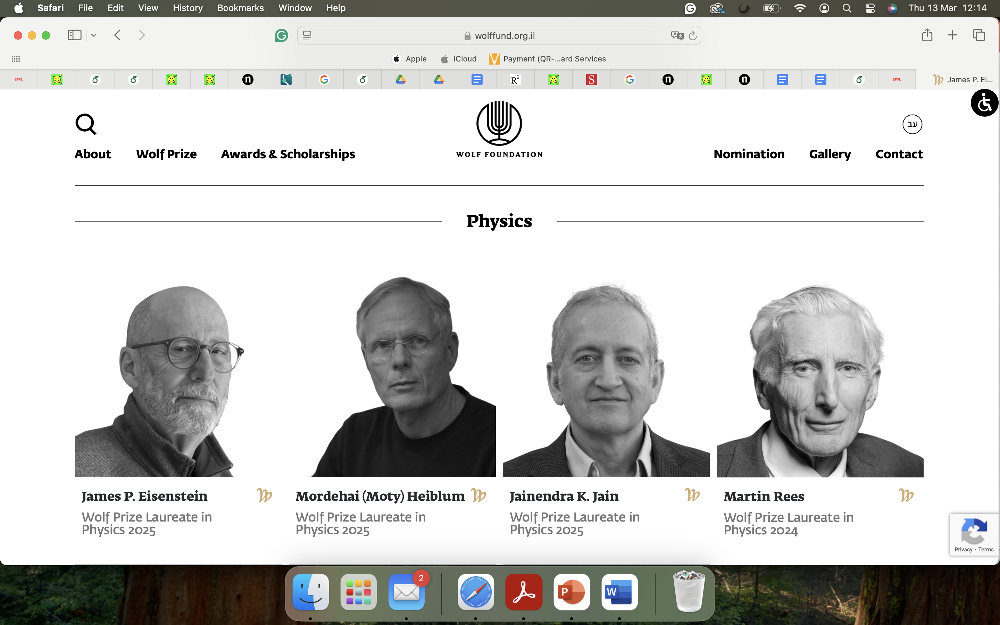 Safari File Edit View History Bookmarks Window Help Thu 13 Mar 12:14
wolffund.org.il
Apple iCloud Payment (QR-...ard Services
EPFL n G RG S G n n EPFL James P. Ei...
עב
About Wolf Prize Awards & Scholarships WOLF FOUNDATION Nomination Gallery Contact
Physics
James P. Eisenstein
Wolf Prize Laureate in
Physics 2025
Mordehai (Moty) Heiblum
Wolf Prize Laureate in
Physics 2025
Jainendra K. Jain
Wolf Prize Laureate in
Physics 2025
Martin Rees
Wolf Prize Laureate in
Physics 2024
Privacy - Terms
2
P W